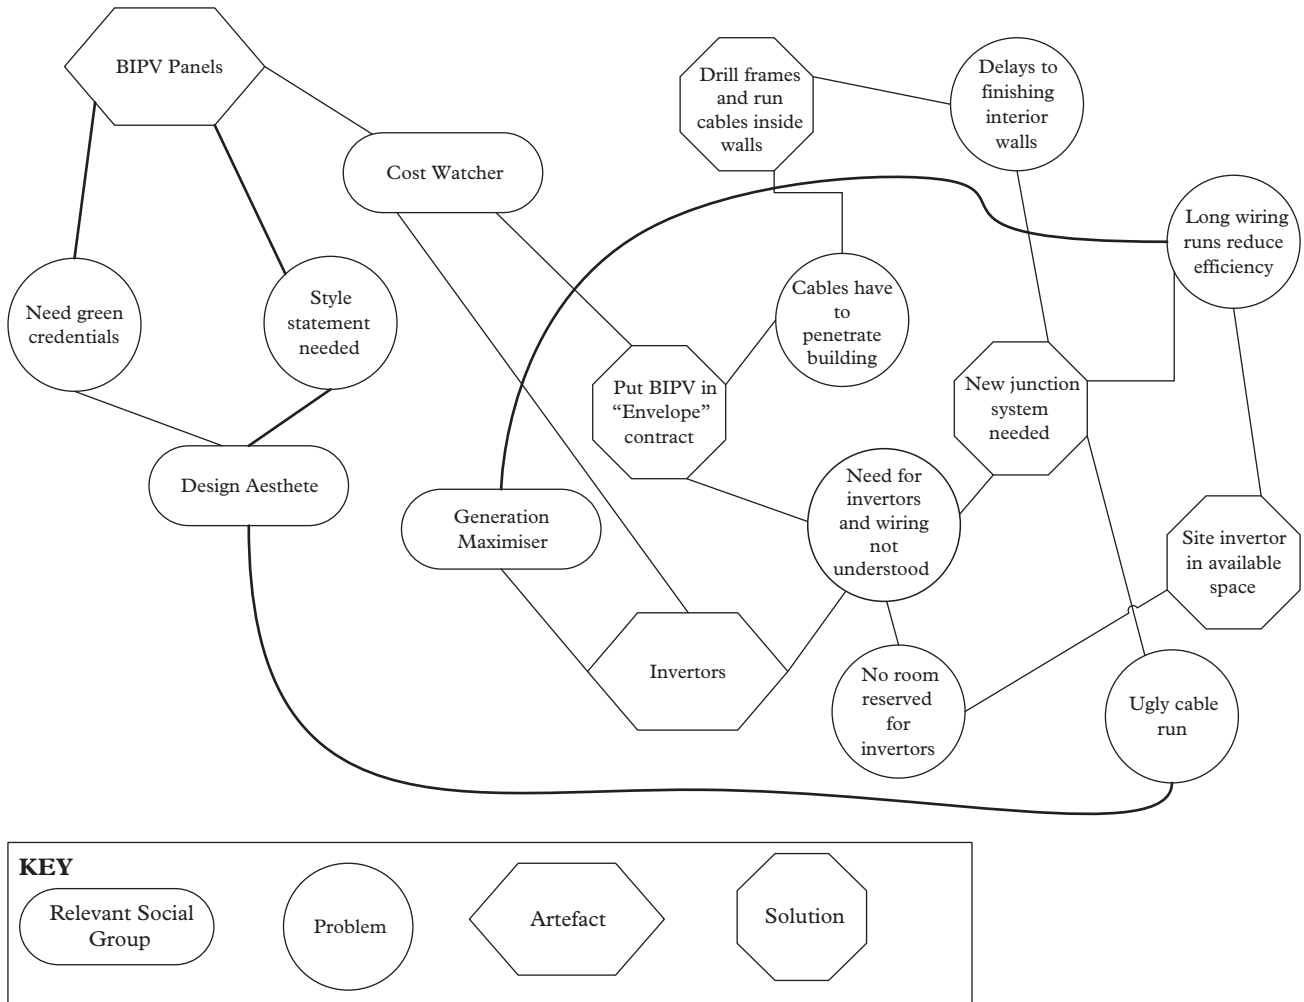 BIPV Panels
Drill frames
and run
cables inside
walls
Delays to
finishing
interior
walls
Cost Watcher
Long wiring
runs reduce
efficiency
Need green
credentials
Style
statement
needed
Cables have
to
penetrate
building
Put BIPV in
“Envelope”
contract
New junction
system
needed
Design Aesthete
Generation
Maximiser
Need for
invertors
and wiring
not
understood
Site invertor
in available
space
Invertors
No room
reserved
for
invertors
Ugly cable
run
KEY
Relevant Social
Group
Problem
Artefact
Solution